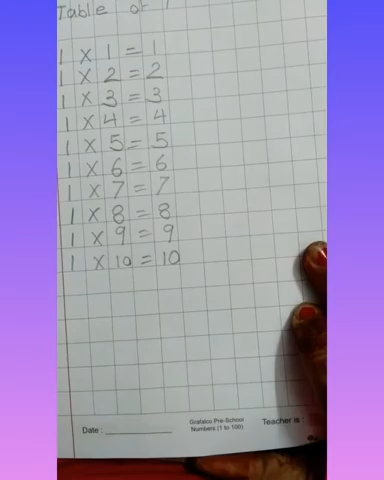 Table of 1
1 X 1 = 1
1 X 2 = 2
1 X 3 = 3
1 X 4 = 4
1 X 5 = 5
1 X 6 = 6
1 X 7 = 7
1 X 8 = 8
1 X 9 = 9
1 X 10 = 10
Date : Grafalco Pre-School Teacher is :
Numbers (1 to 100)